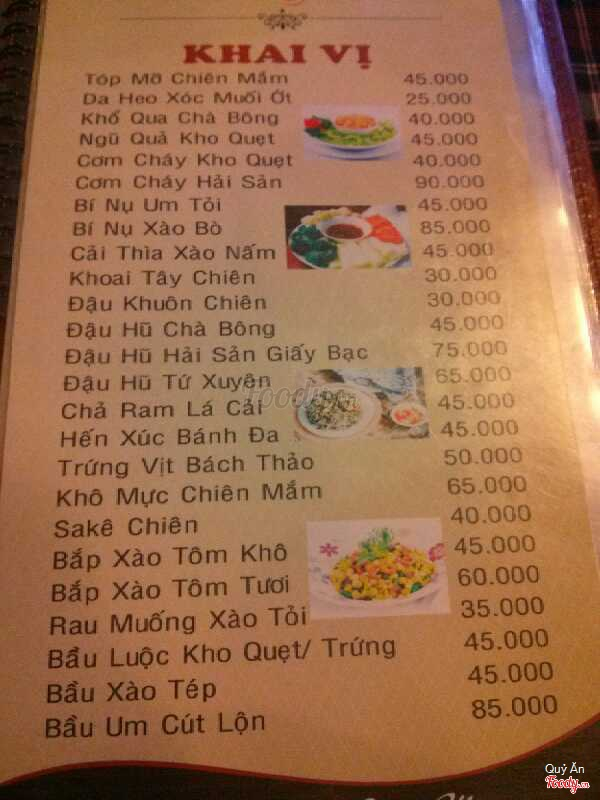 KHAI VỊ
Tóp Mỡ Chiên Mắm 45.000
Da Heo Xóc Muối Ớt 25.000
Khổ Qua Chà Bông 40.000
Ngũ Quả Kho Quẹt 45.000
Cơm Cháy Kho Quẹt 40.000
Cơm Cháy Hải Sản 90.000
Bí Nụ Um Tỏi 45.000
Bí Nụ Xào Bò 85.000
Cải Thìa Xào Nấm 45.000
Khoai Tây Chiên 30.000
Đậu Khuôn Chiên 30.000
Đậu Hũ Chà Bông 45.000
Đậu Hũ Hải Sản Giấy Bạc 75.000
Đậu Hũ Tứ Xuyên 65.000
Chả Ram Lá Cải 45.000
Hến Xúc Bánh Đa 45.000
Trứng Vịt Bách Thảo 50.000
Khô Mực Chiên Mắm 65.000
Sakê Chiên 40.000
Bắp Xào Tôm Khô 45.000
Bắp Xào Tôm Tươi 60.000
Rau Muống Xào Tỏi 35.000
Bầu Luộc Kho Quẹt/ Trứng 45.000
Bầu Xào Tép 45.000
Bầu Um Cút Lộn 85.000
Quý Ăn
Foody.vn